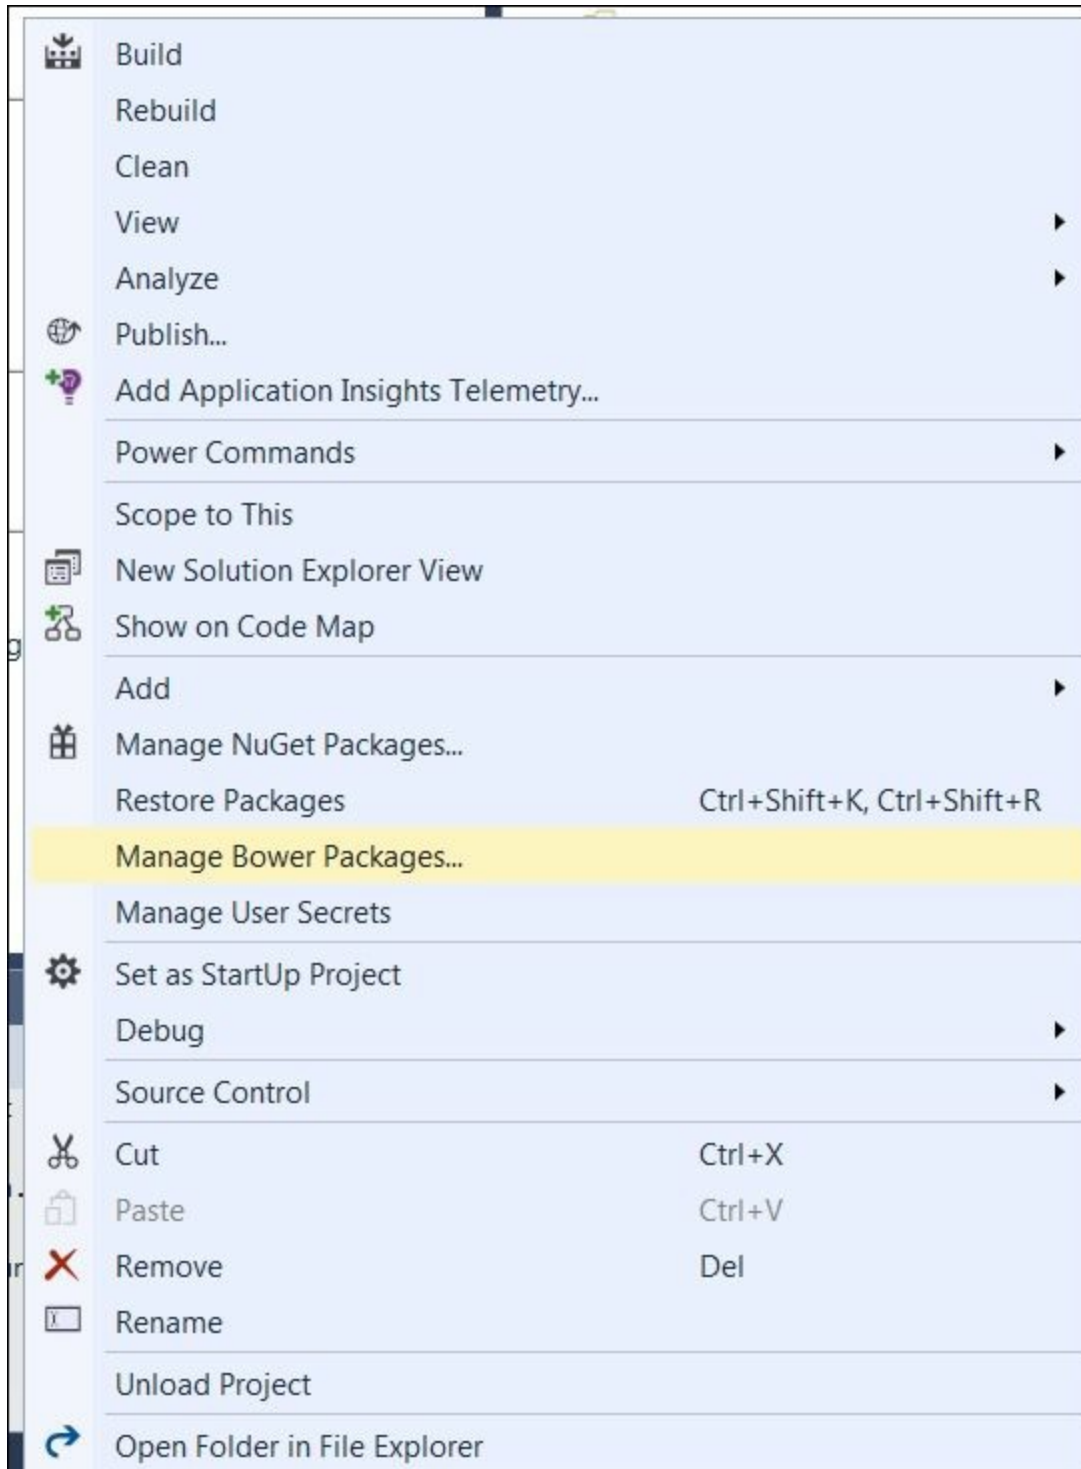 Build
Rebuild
Clean
View
Analyze
Publish...
Add Application Insights Telemetry...
Power Commands
Scope to This
New Solution Explorer View
Show on Code Map
Add
Manage NuGet Packages...
Restore Packages Ctrl+Shift+K, Ctrl+Shift+R
Manage Bower Packages...
Manage User Secrets
Set as StartUp Project
Debug
Source Control
Cut Ctrl+X
Paste Ctrl+V
Remove Del
Rename
Unload Project
Open Folder in File Explorer